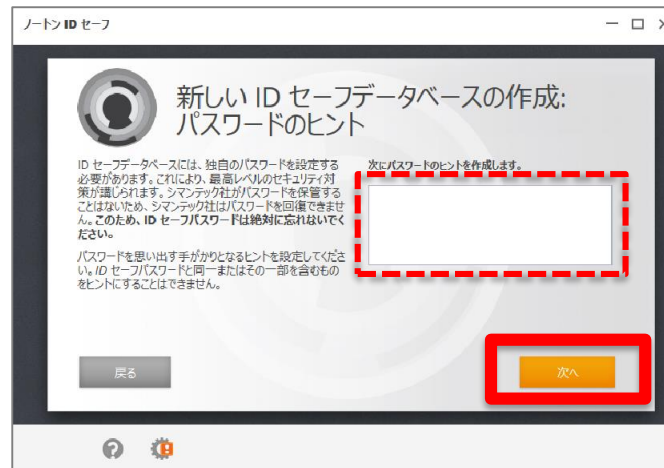 ノートン ID セーフ
新しい ID セーフデータベースの作成:
パスワードのヒント
ID セーフデータベースには、独自のパスワードを設定する
必要があります。これにより、最高レベルのセキュリティ対
策が講じられます。シマンテック社がパスワードを保管する
ことはないため、シマンテック社はパスワードを回復できませ
ん。このため、ID セーフパスワードは絶対に忘れないでく
ださい。
パスワードを思い出す手がかりとなるヒントを設定してくださ
い。ID セーフパスワードと同一またはその一部を含むもの
をヒントにすることはできません。
次にパスワードのヒントを作成します。
戻る
次へ